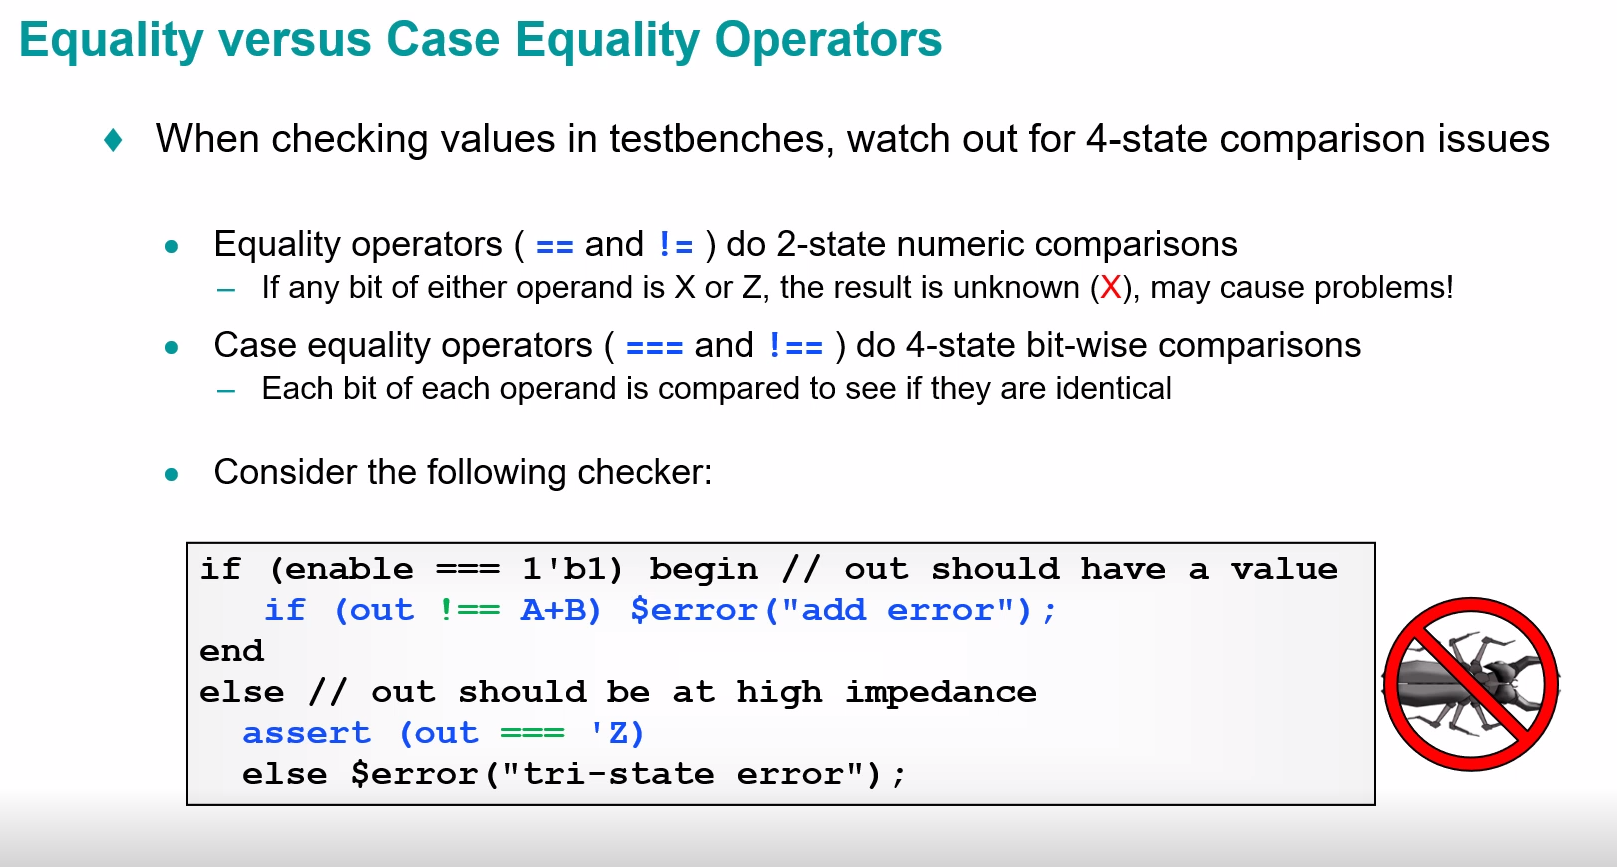 Equality versus Case Equality Operators
♦ When checking values in testbenches, watch out for 4-state comparison issues
• Equality operators ( == and != ) do 2-state numeric comparisons
– If any bit of either operand is X or Z, the result is unknown (X), may cause problems!
• Case equality operators ( === and !== ) do 4-state bit-wise comparisons
– Each bit of each operand is compared to see if they are identical
• Consider the following checker:
if (enable === 1'b1) begin // out should have a value
   if (out !== A+B) $error("add error");
end
else // out should be at high impedance
  assert (out === 'Z)
  else $error("tri-state error");